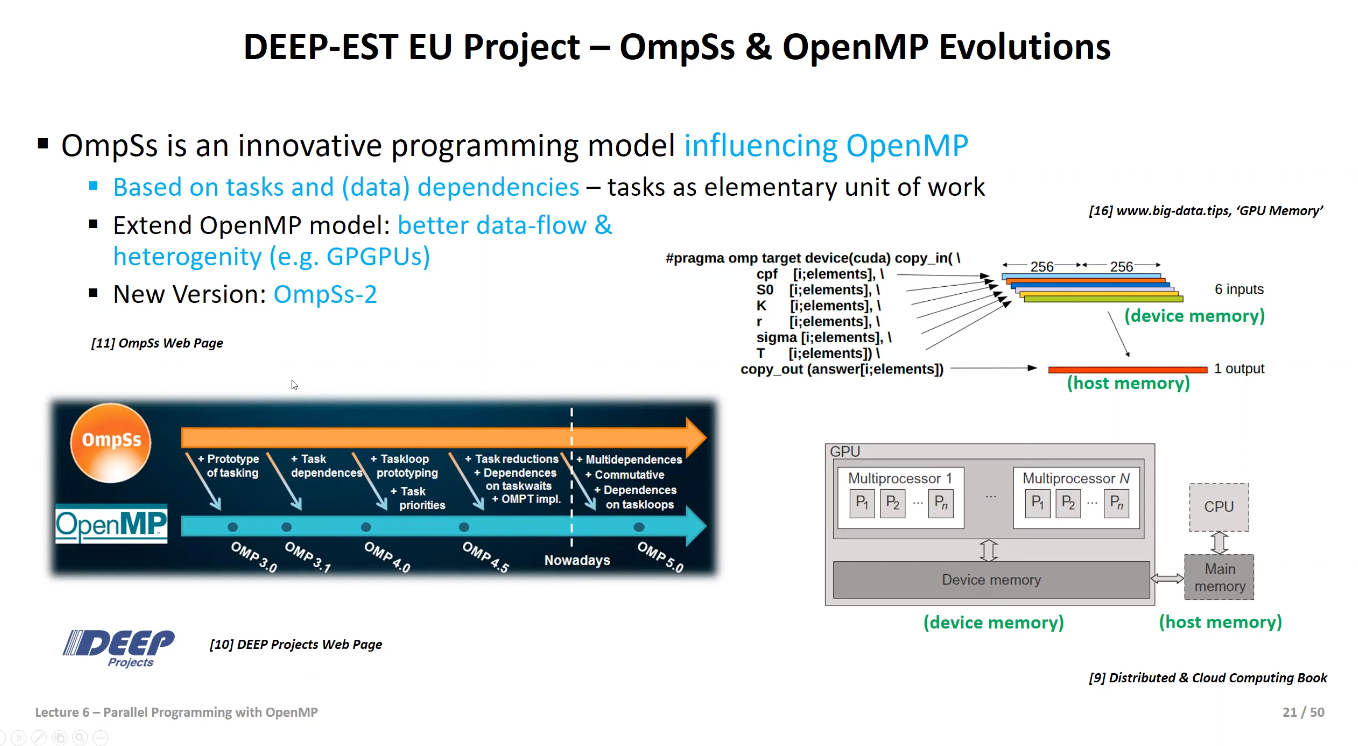 DEEP-EST EU Project – OmpSs & OpenMP Evolutions
▪ OmpSs is an innovative programming model influencing OpenMP
▪ Based on tasks and (data) dependencies – tasks as elementary unit of work
▪ Extend OpenMP model: better data-flow &
heterogenity (e.g. GPGPUs)
▪ New Version: OmpSs-2
[11] OmpSs Web Page
[16] www.big-data.tips, ‘GPU Memory’
#pragma omp target device(cuda) copy_in( \
cpf [i;elements], \
S0 [i;elements], \
K [i;elements], \
r [i;elements], \
sigma [i;elements], \
T [i;elements]) \
copy_out (answer[i;elements])
256 256
6 inputs
(device memory)
1 output
(host memory)
OmpSs
+ Prototype
of tasking
+ Task
dependences
+ Taskloop
prototyping
+ Task
priorities
+ Task reductions
+ Dependences
on taskwaits
+ OMPT impl.
+ Multidependences
+ Commutative
+ Dependences
on taskloops
OpenMP
OMP 3.0
OMP 3.1
OMP 4.0
OMP 4.5
Nowadays
OMP 5.0
GPU
Multiprocessor 1
P1 P2 ... Pn
...
Multiprocessor N
P1 P2 ... Pn
Device memory
CPU
Main
memory
(device memory)
(host memory)
DEEP
Projects
[10] DEEP Projects Web Page
[9] Distributed & Cloud Computing Book
Lecture 6 – Parallel Programming with OpenMP
21 / 50